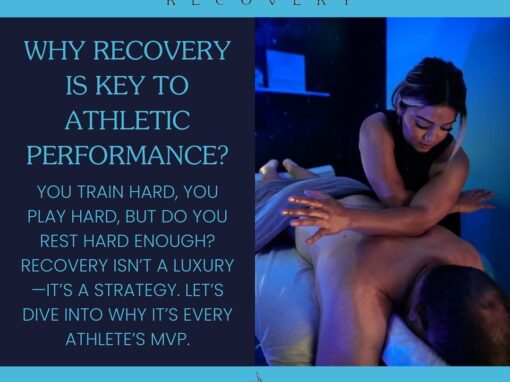 RECOVERY
WHY RECOVERY
IS KEY TO
ATHLETIC
PERFORMANCE?
YOU TRAIN HARD, YOU
PLAY HARD, BUT DO YOU
REST HARD ENOUGH?
RECOVERY ISN’T A LUXURY
—IT’S A STRATEGY. LET’S
DIVE INTO WHY IT’S EVERY
ATHLETE’S MVP.